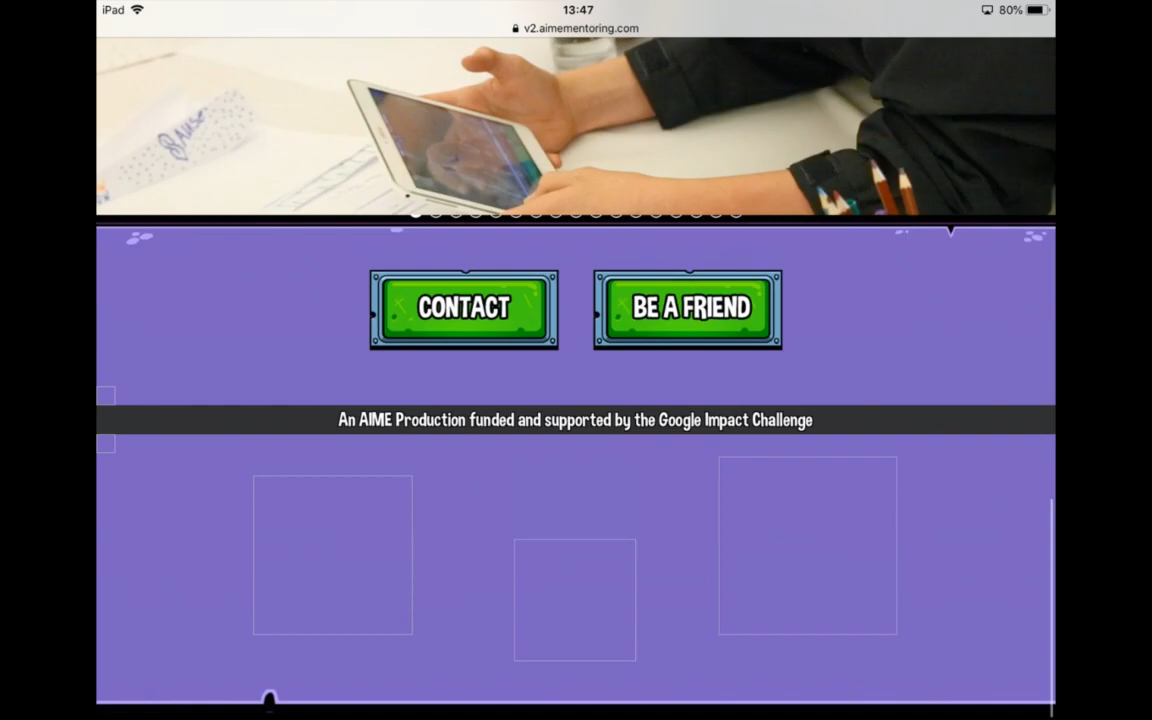 iPad 13:47 80%
v2.aimementoring.com
CONTACT BE A FRIEND
An AIME Production funded and supported by the Google Impact Challenge